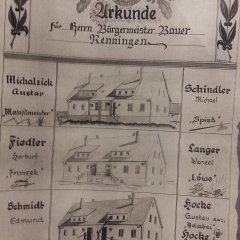 Urkunde
für Herrn Bürgermeister Bauer
Renningen
Michalzick
Gustav
Schindler
Michael
"Spieß"
Fiedler
Herbert
"Franzek"
Langer
Wenzel
"Löwe"
Schmidt
Edmund
Hocke
Gustav
Hocke